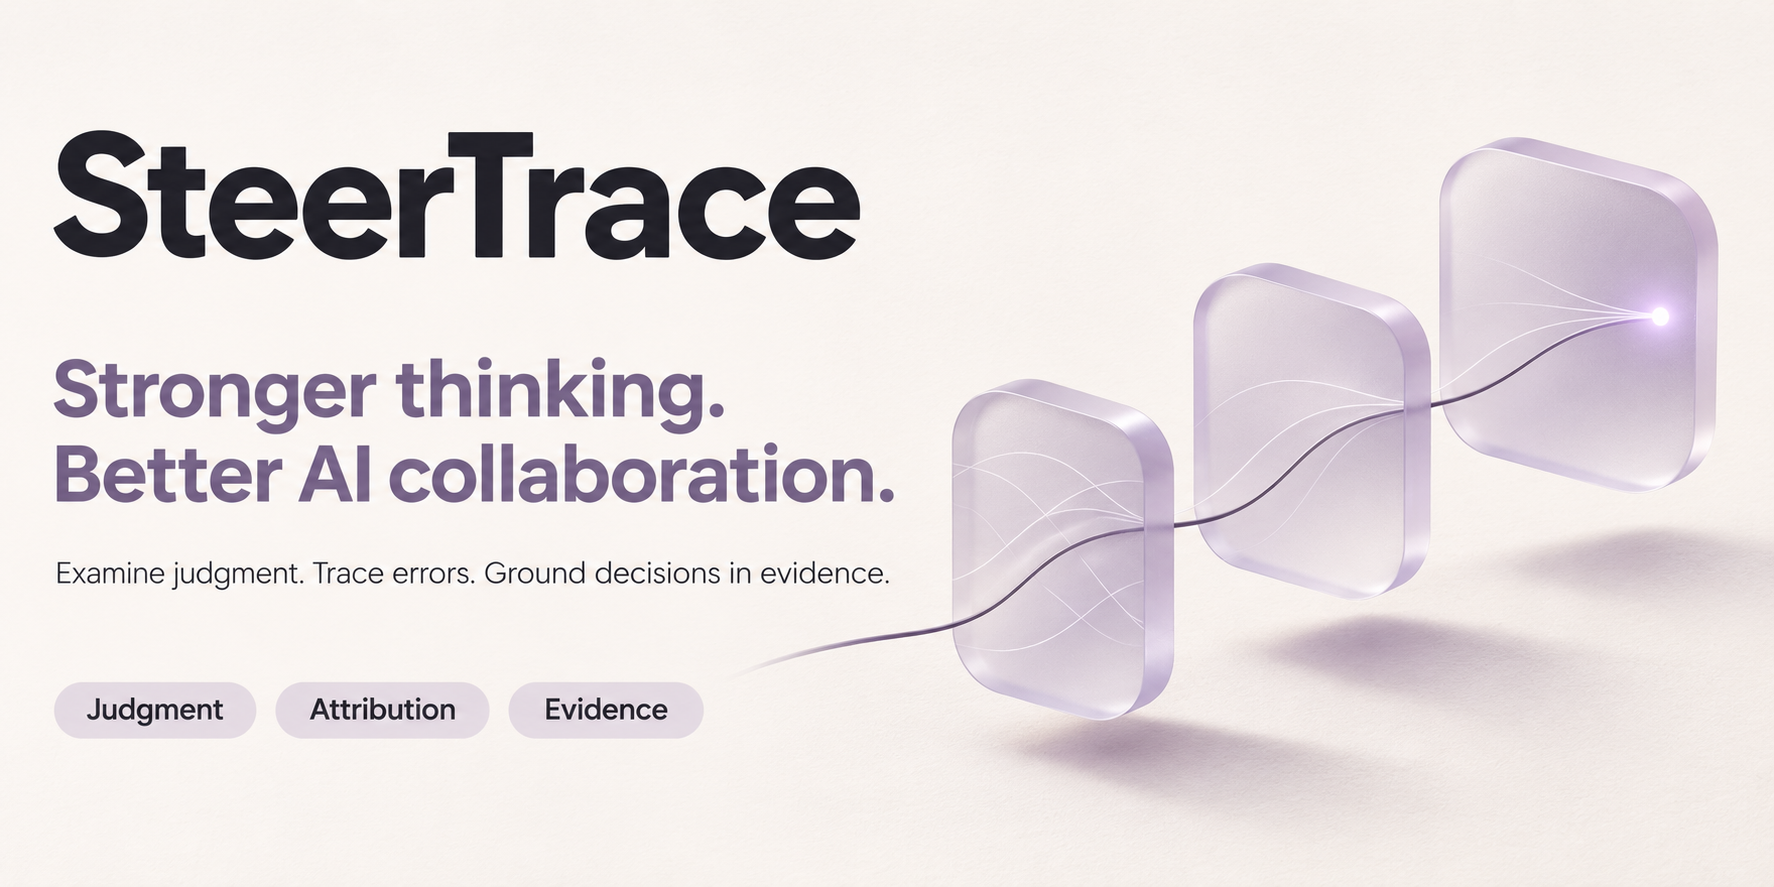 SteerTrace
Stronger thinking.
Better AI collaboration.
Examine judgment. Trace errors. Ground decisions in evidence.
Judgment
Attribution
Evidence